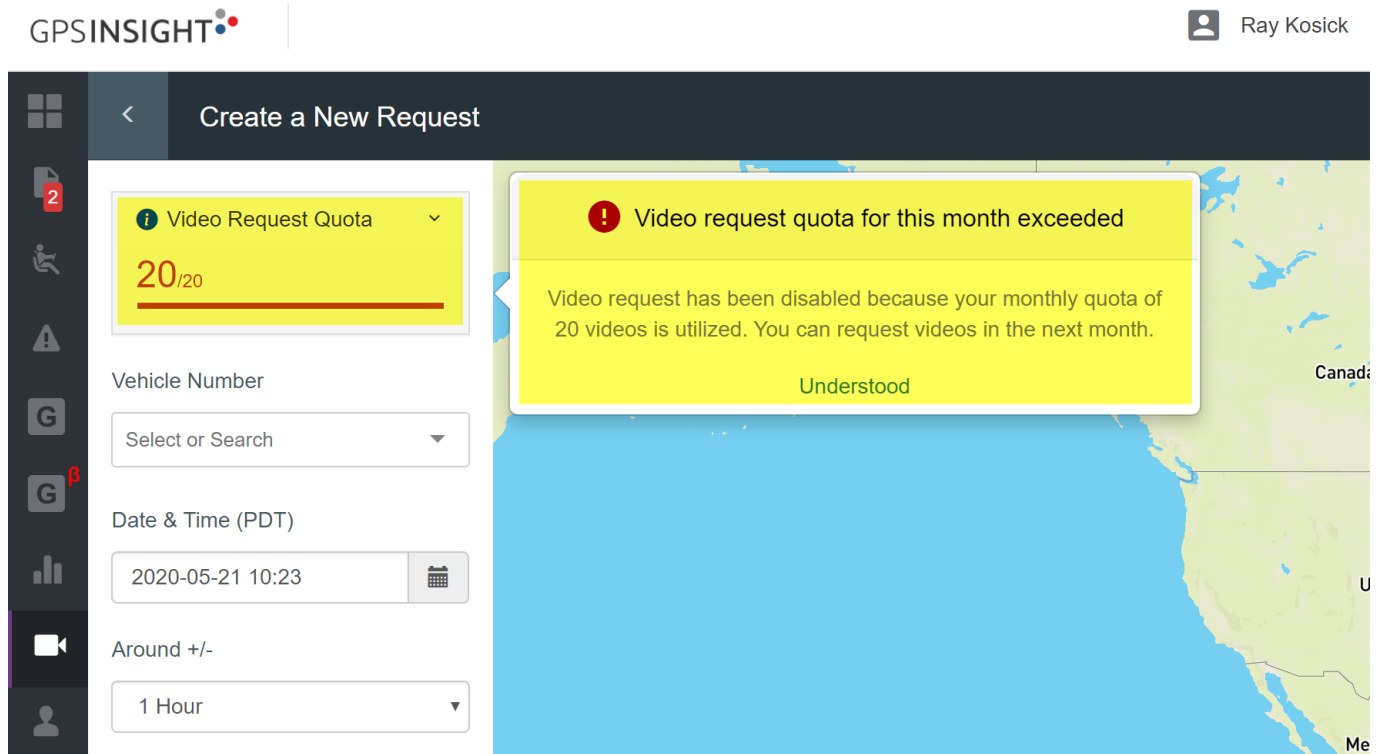 GPSINSIGHT
Ray Kosick
Create a New Request
2
Video Request Quota
20/20
Video request quota for this month exceeded
Video request has been disabled because your monthly quota of
20 videos is utilized. You can request videos in the next month.
Understood
Vehicle Number
Select or Search
Date & Time (PDT)
2020-05-21 10:23
Around +/-
1 Hour
G
G β
Canada
U
Me